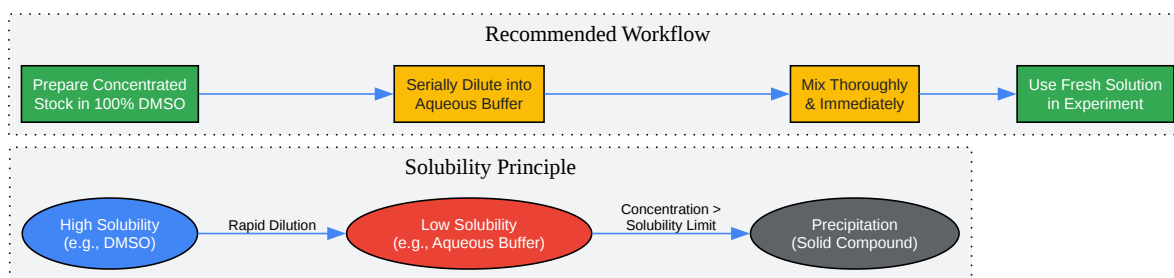 Recommended Workflow
Prepare Concentrated
Stock in 100% DMSO
Serially Dilute into
Aqueous Buffer
Mix Thoroughly
& Immediately
Use Fresh Solution
in Experiment
Solubility Principle
High Solubility
(e.g., DMSO)
Rapid Dilution
Low Solubility
(e.g., Aqueous Buffer)
Concentration >
Solubility Limit
Precipitation
(Solid Compound)